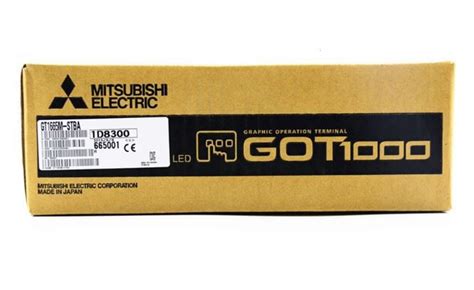 MITSUBISHI
ELECTRIC
GT1665M-STBA
1D8300
665001
CE
LED
GRAPHIC OPERATION TERMINAL
GOT1000
MITSUBISHI ELECTRIC CORPORATION
MADE IN JAPAN